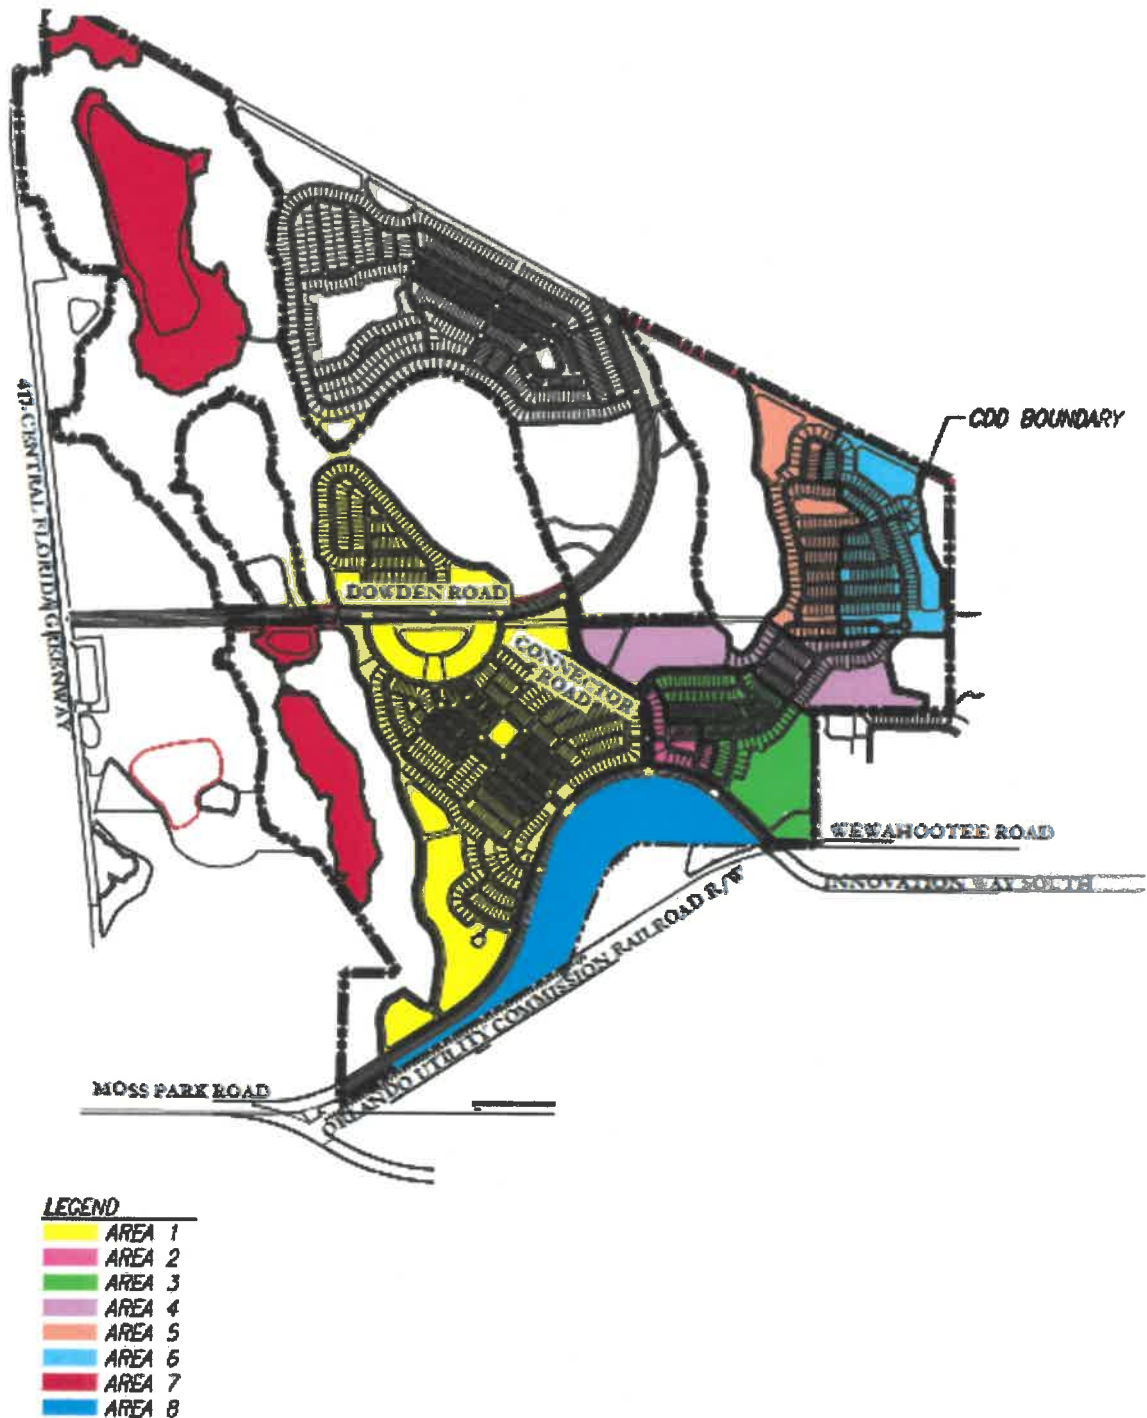 CDD BOUNDARY
417-CENTRAL FLORIDA GREENWAY
DOWDEN ROAD
CONNECTOR
ROAD
WEWAHOOTEE ROAD
INNOVATION WAY SOUTH
ORLANDO UTILITY COMMISSION RAILROAD R/W
MOSS PARK ROAD
LEGEND
AREA 1
AREA 2
AREA 3
AREA 4
AREA 5
AREA 6
AREA 7
AREA 8